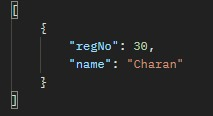 [
    {
        "regNo": 30,
        "name": "Charan"
    }
]